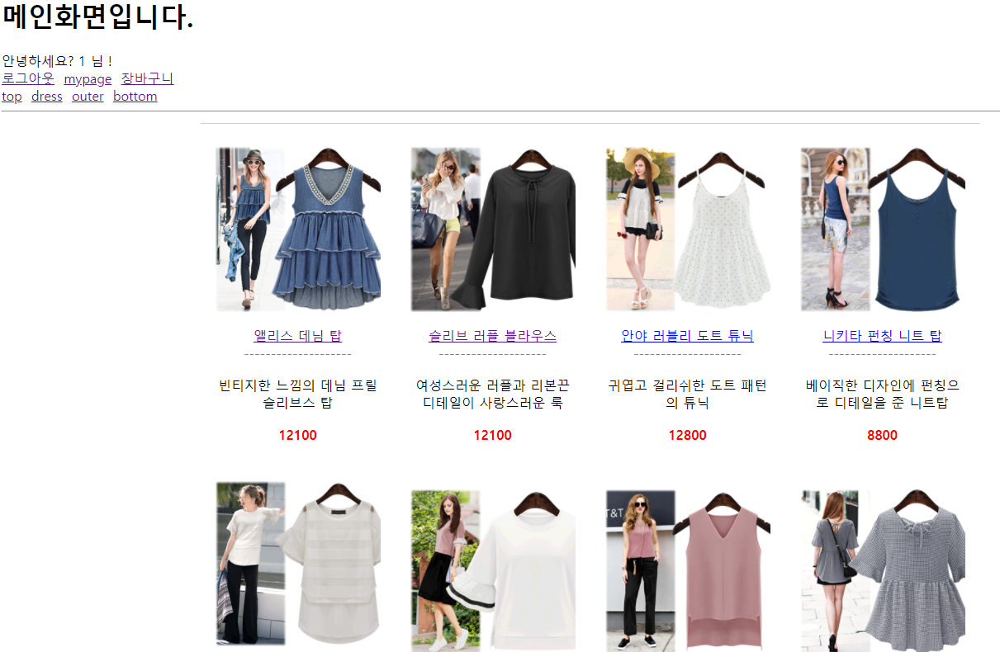 메인화면입니다.
안녕하세요? 1 님 !
로그아웃 mypage 장바구니
top dress outer bottom
앨리스 데님 탑
--------------------
빈티지한 느낌의 데님 프릴
슬리브스 탑
12100
슬리브 러플 블라우스
--------------------
여성스러운 러플과 리본끈
디테일이 사랑스러운 룩
12100
안야 러블리 도트 튜닉
--------------------
귀엽고 걸리쉬한 도트 패턴
의 튜닉
12800
니키타 펀칭 니트 탑
--------------------
베이직한 디자인에 펀칭으
로 디테일을 준 니트탑
8800
T&T